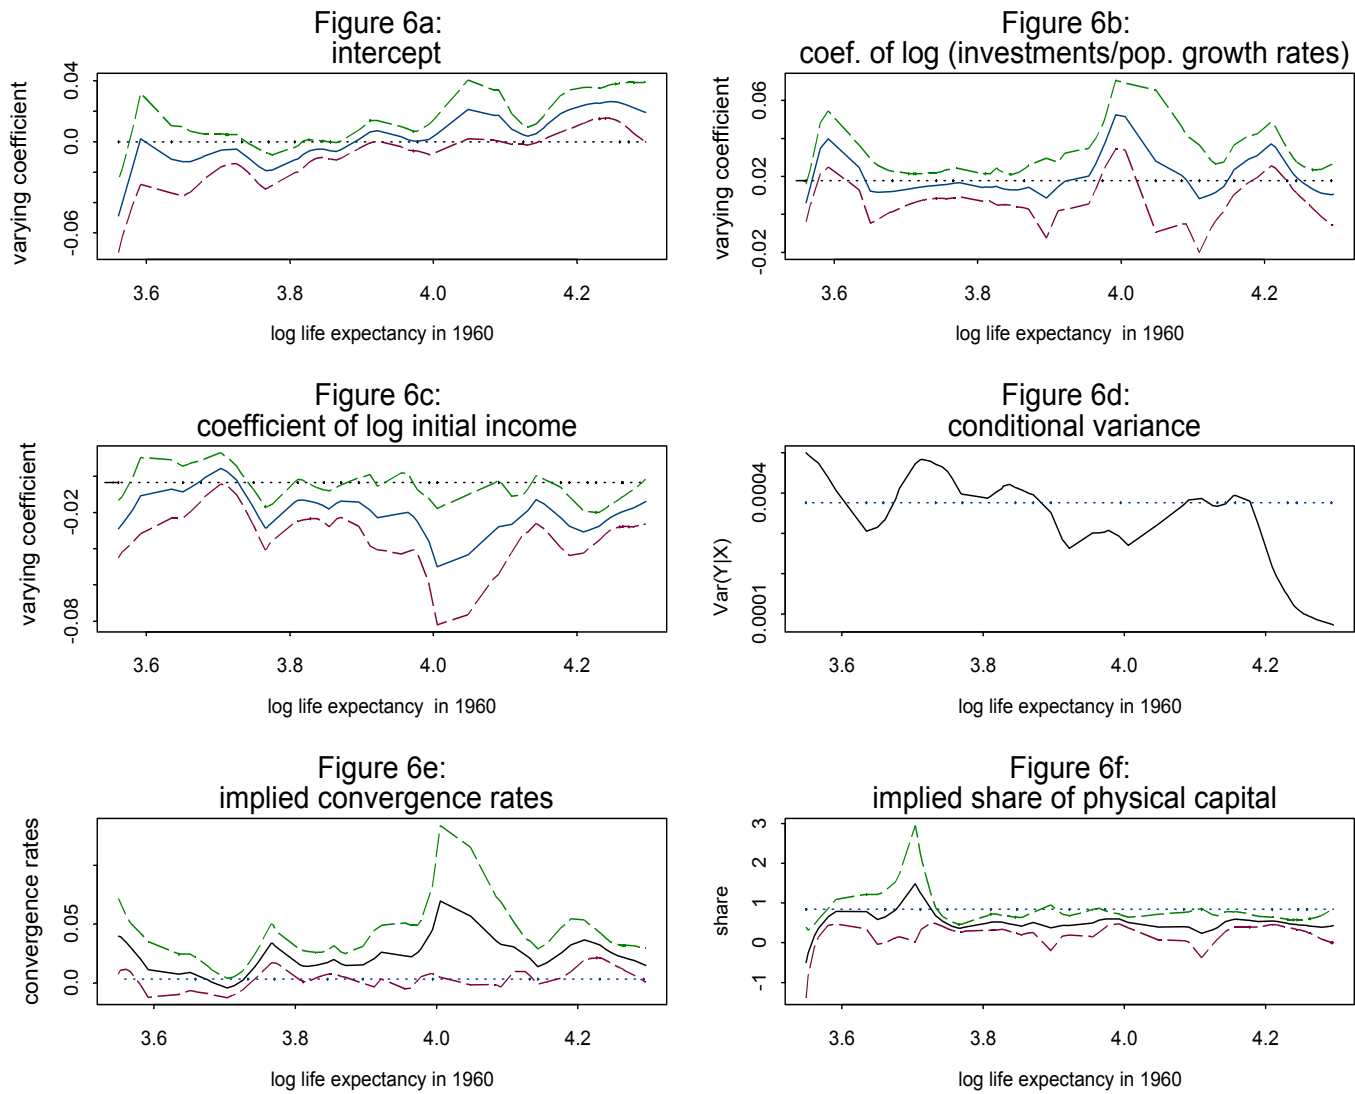 Figure 6a:
intercept
varying coefficient
0.04
0.0
-0.06
3.6 3.8 4.0 4.2
log life expectancy in 1960
Figure 6b:
coef. of log (investments/pop. growth rates)
varying coefficient
0.06
0.02
-0.02
3.6 3.8 4.0 4.2
log life expectancy in 1960
Figure 6c:
coefficient of log initial income
varying coefficient
-0.02
-0.08
3.6 3.8 4.0 4.2
log life expectancy in 1960
Figure 6d:
conditional variance
Var(Y|X)
0.0004
0.0001
3.6 3.8 4.0 4.2
log life expectancy in 1960
Figure 6e:
implied convergence rates
convergence rates
0.05
0.0
3.6 3.8 4.0 4.2
log life expectancy in 1960
Figure 6f:
implied share of physical capital
share
3
2
1
0
-1
3.6 3.8 4.0 4.2
log life expectancy in 1960